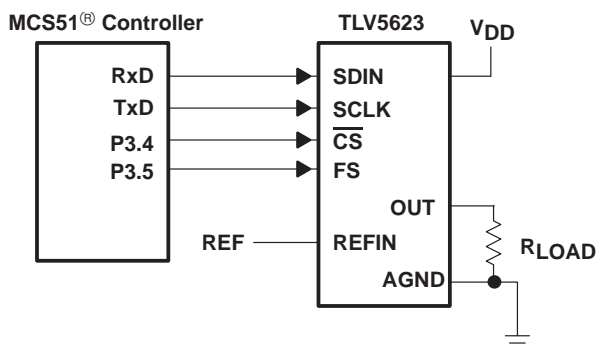 MCS51® Controller
TLV5623
VDD
RxD
SDIN
TxD
SCLK
P3.4
CS
P3.5
FS
OUT
REF
REFIN
RLOAD
AGND